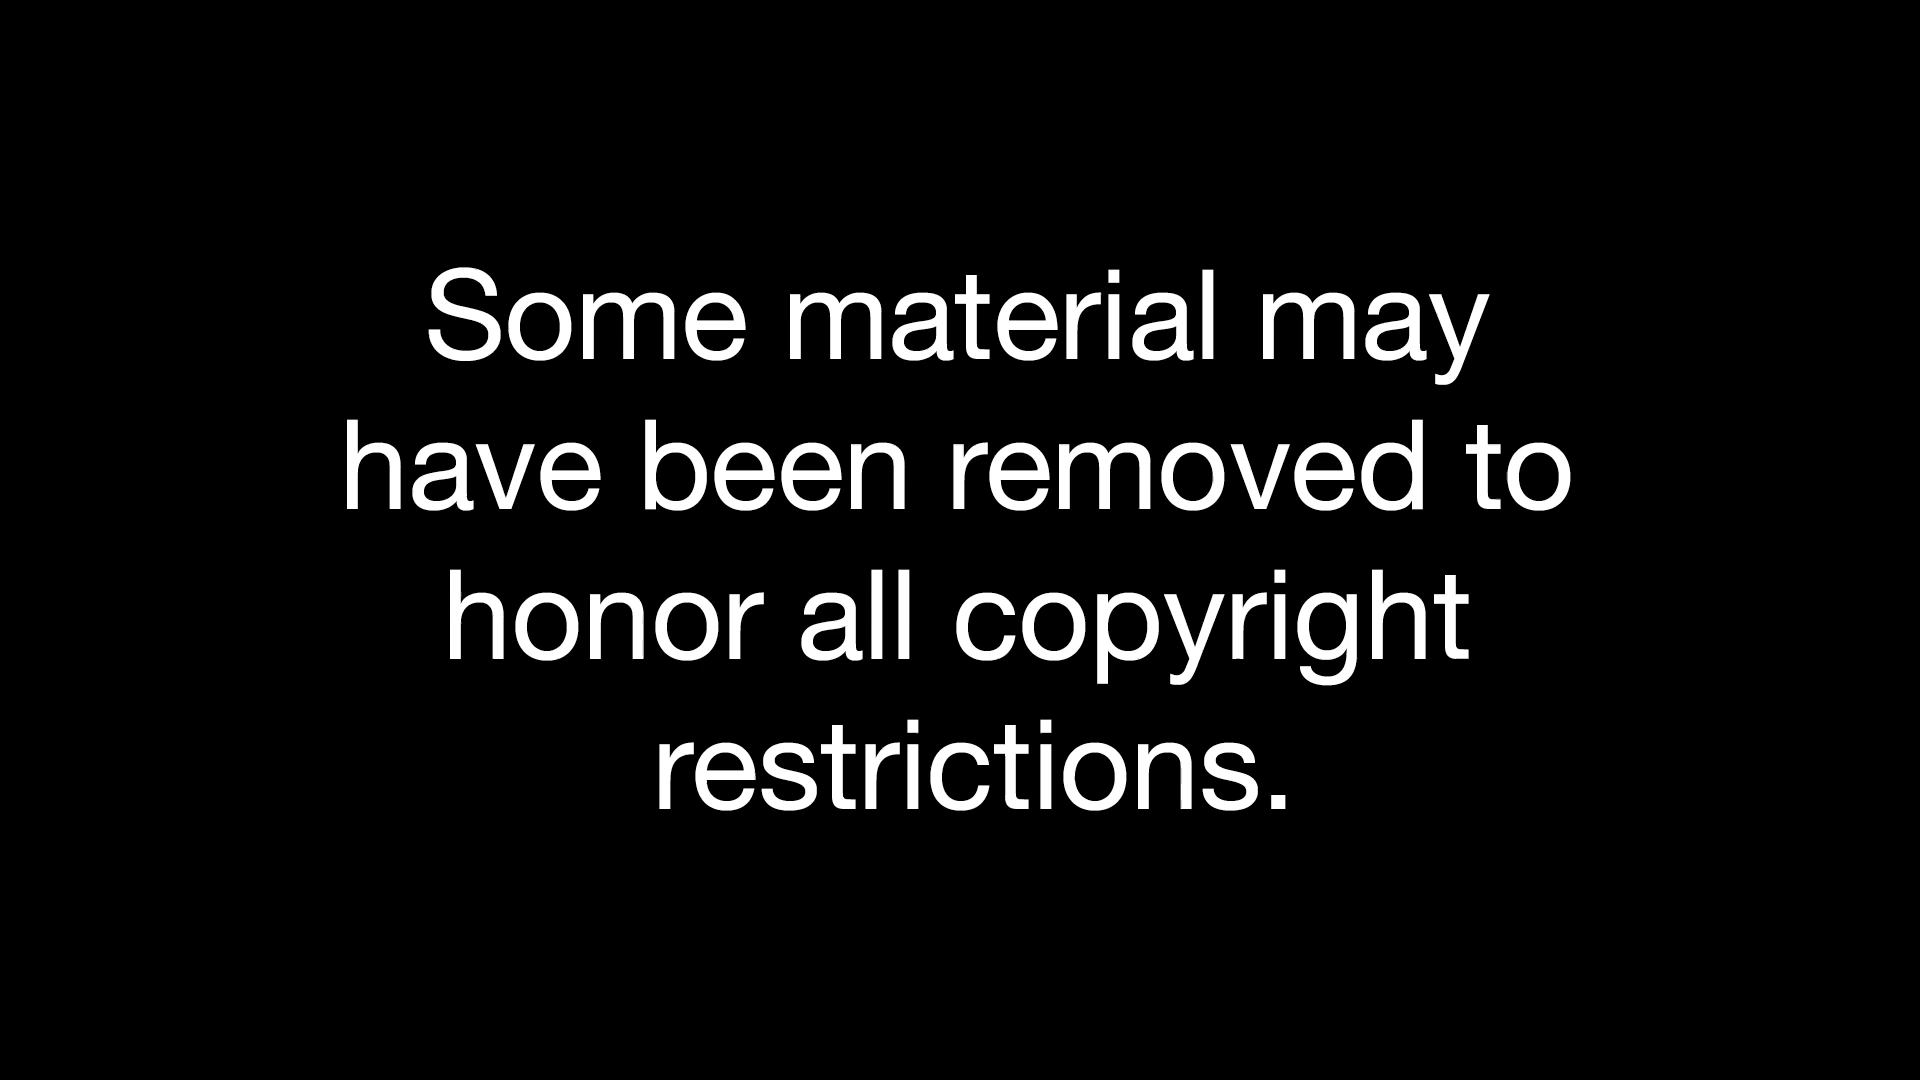 Some material may
have been removed to
honor all copyright
restrictions.